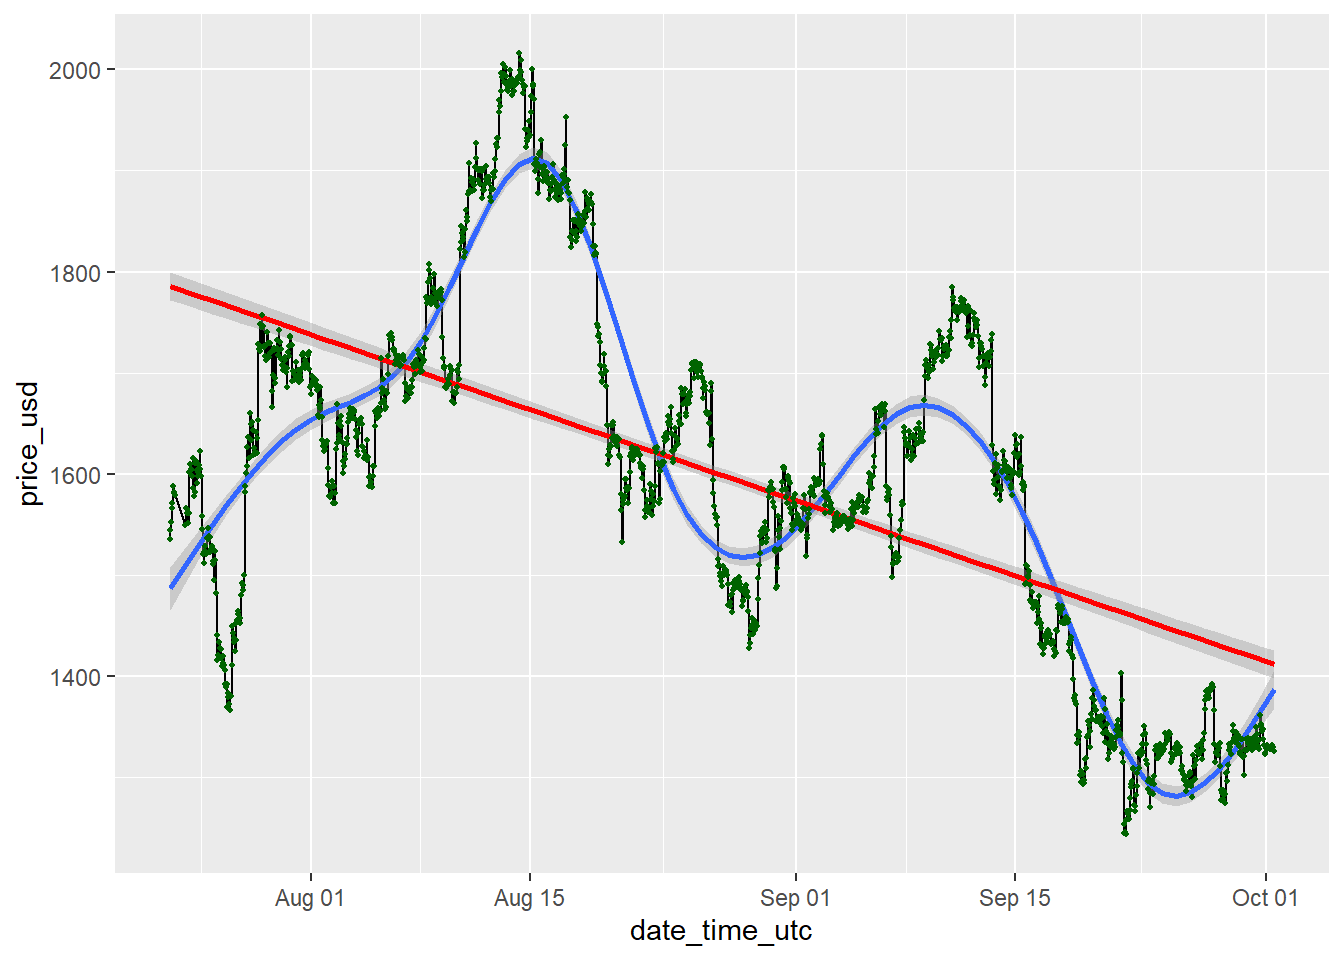 price_usd
2000
1800
1600
1400
Aug 01
Aug 15
Sep 01
Sep 15
Oct 01
date_time_utc